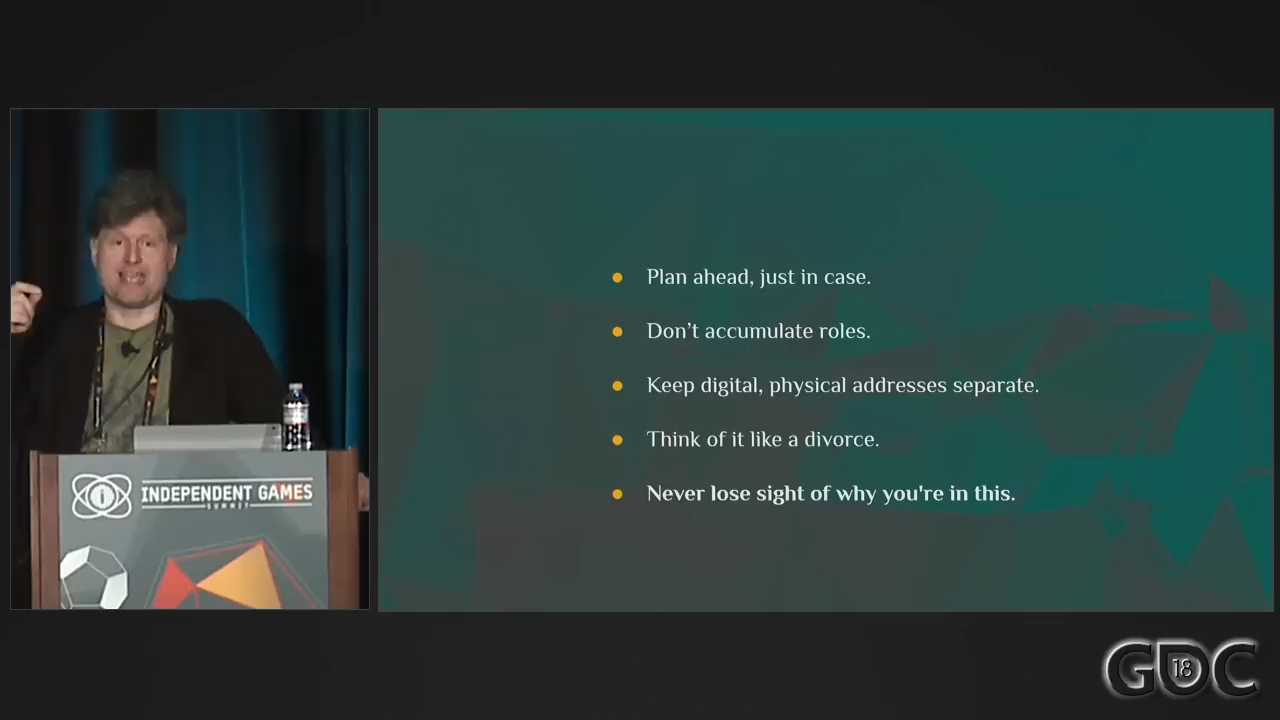 Plan ahead, just in case.
Don't accumulate roles.
Keep digital, physical addresses separate.
Think of it like a divorce.
Never lose sight of why you're in this.
INDEPENDENT GAMES
SUMMIT
GDC
18